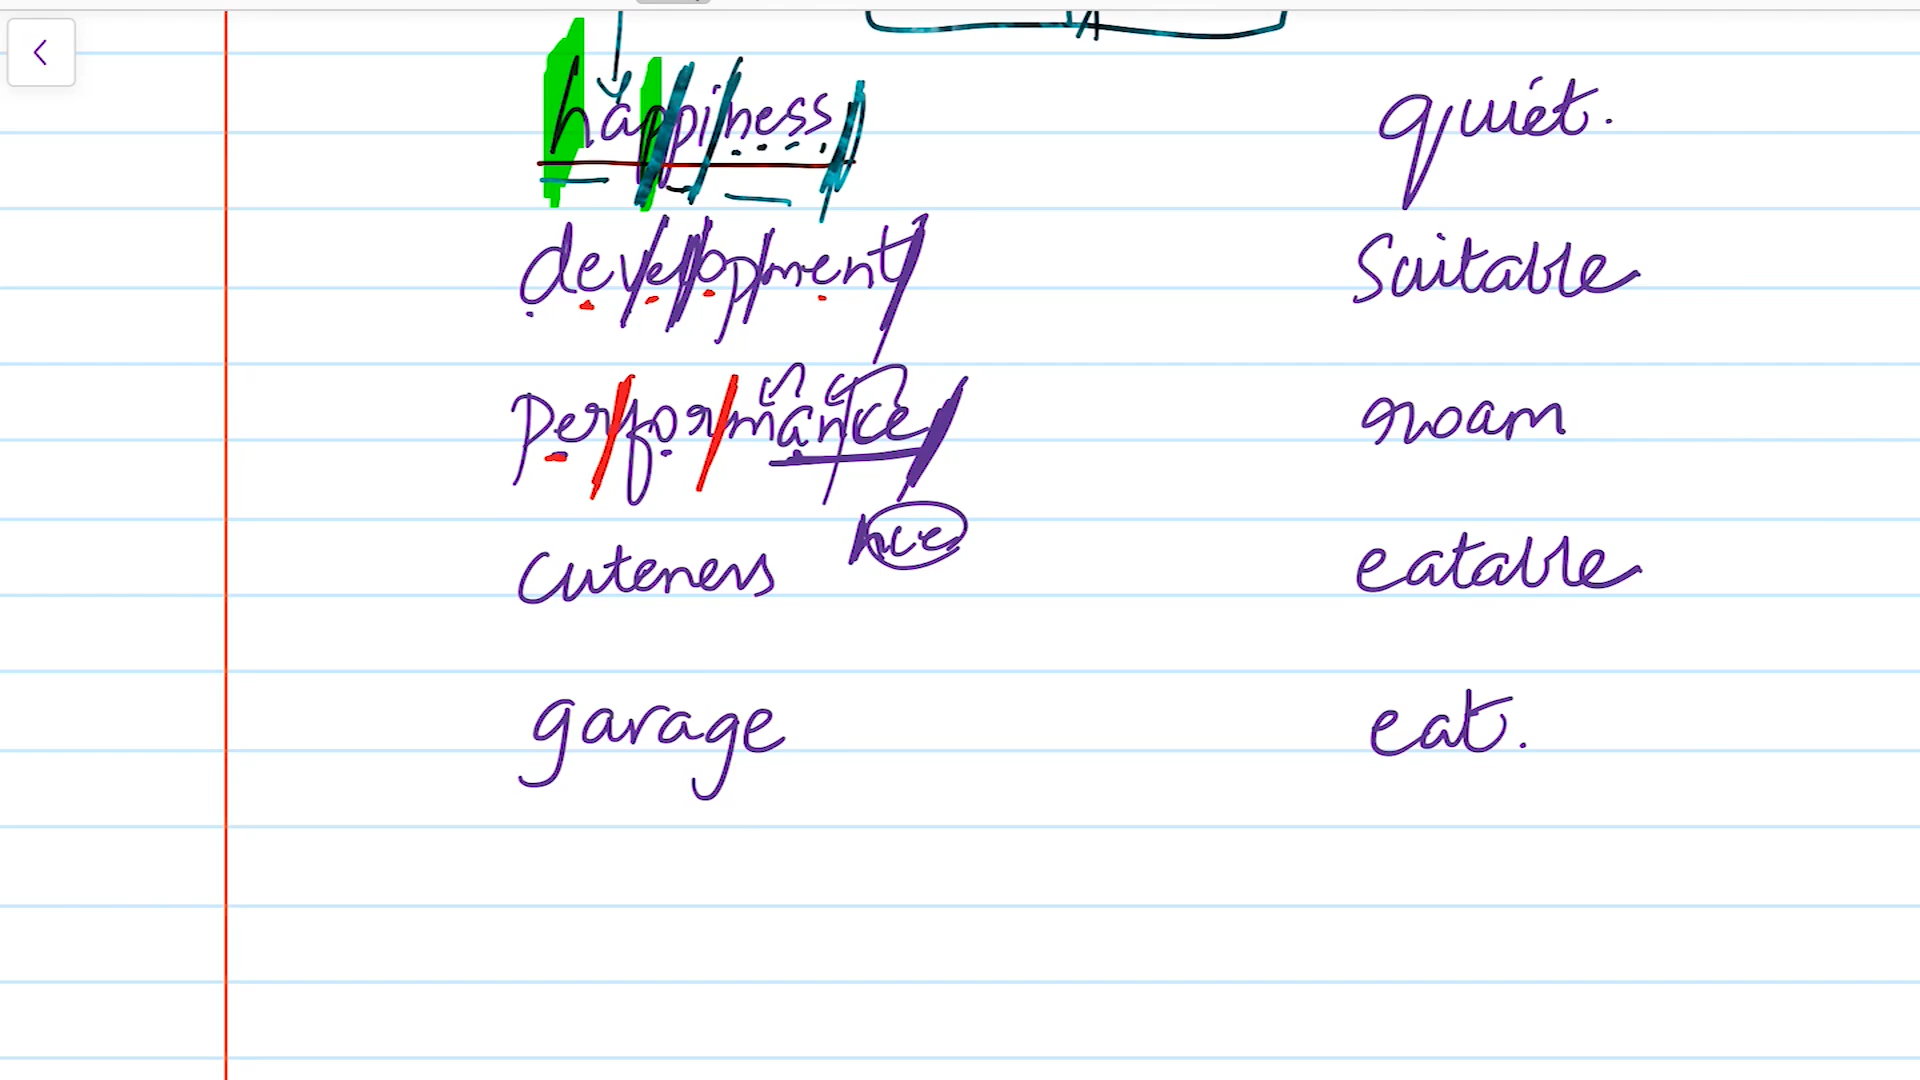 happiness quiet.
development suitable
performance roam
nce
cuteness eatable
garage eat.